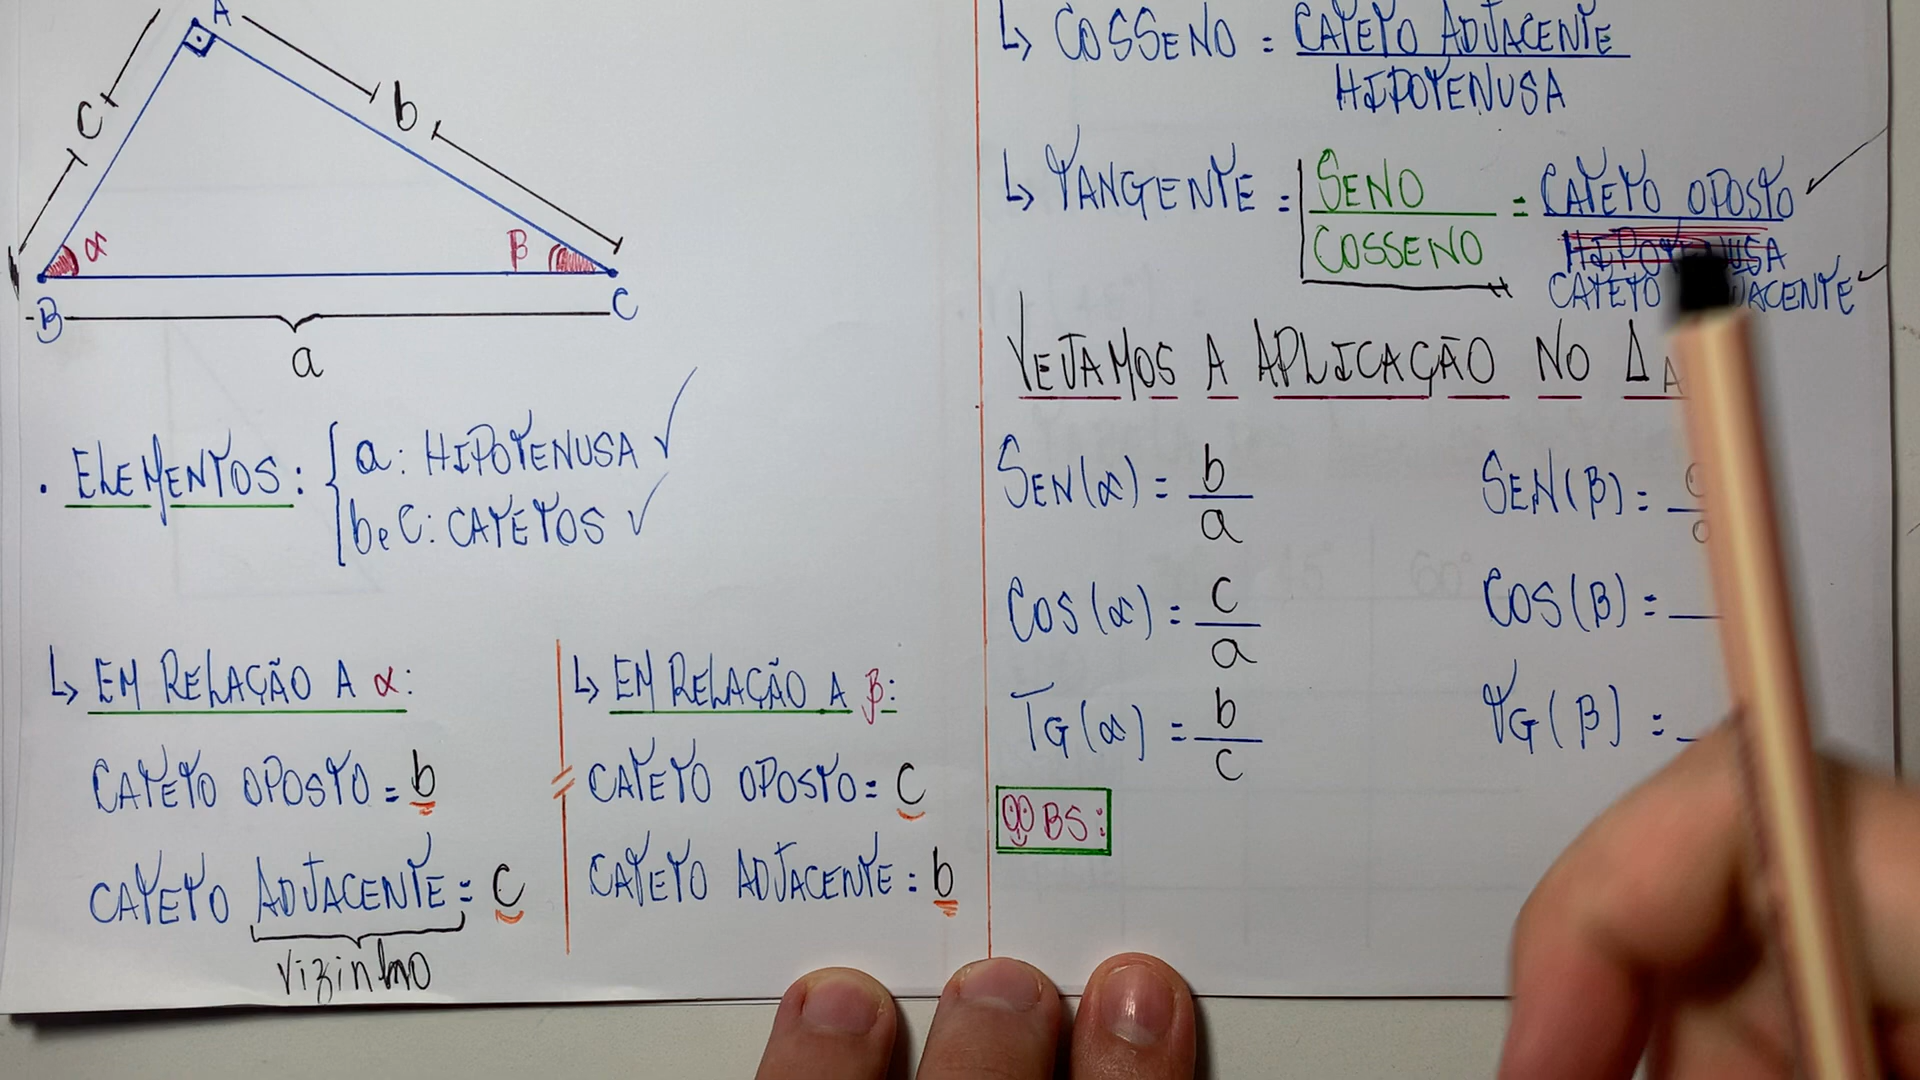 A
c
b
α
β
B
C
a
• ELEMENTOS: { a: HIPOTENUSA ✓
b e c: CATETOS ✓
↳ EM RELAÇÃO A α:
CATETO OPOSTO = b
CATETO ADJACENTE = c
vizinho
↳ EM RELAÇÃO A β:
CATETO OPOSTO = c
CATETO ADJACENTE = b
↳ COSSENO = CATETO ADJACENTE
HIPOTENUSA
↳ TANGENTE = SENO = CATETO OPOSTO
COSSENO HIPOTENUSA
CATETO
VEJAMOS A APLICAÇÃO NO Δ A
SEN(α) = b
a
SEN(β) =
COS(α) = c
a
COS(β) =
TG(α) = b
c
TG(β) =
OBS: